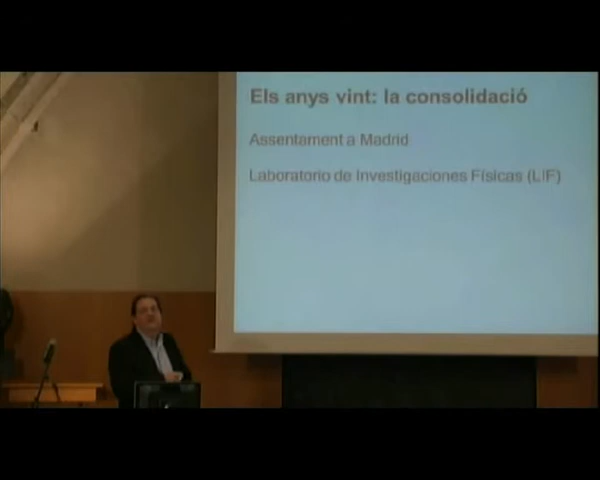 Els anys vint: la consolidació
Assentament a Madrid
Laboratorio de Investigaciones Físicas (LIF)